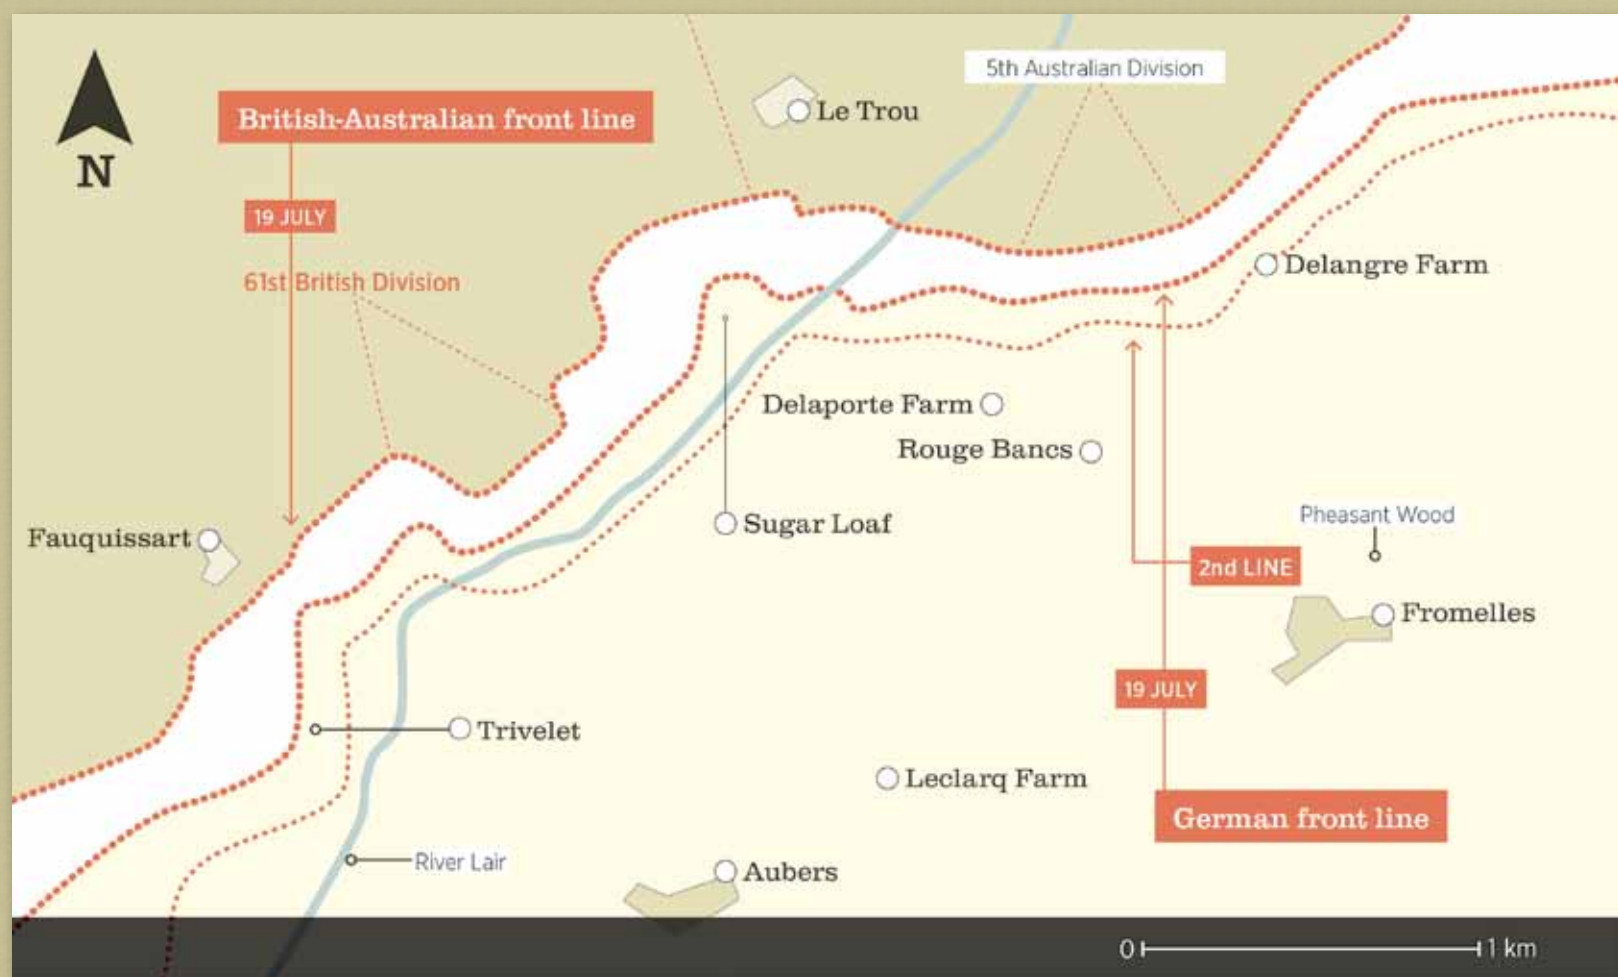 5th Australian Division
British-Australian front line
Le Trou
N
19 JULY
61st British Division
Delangre Farm
Delaporte Farm
Rouge Bancs
Sugar Loaf
Fauquissart
Pheasant Wood
2nd LINE
Fromelles
19 JULY
Trivelet
Leclarq Farm
German front line
River Lair
Aubers
0
1 km